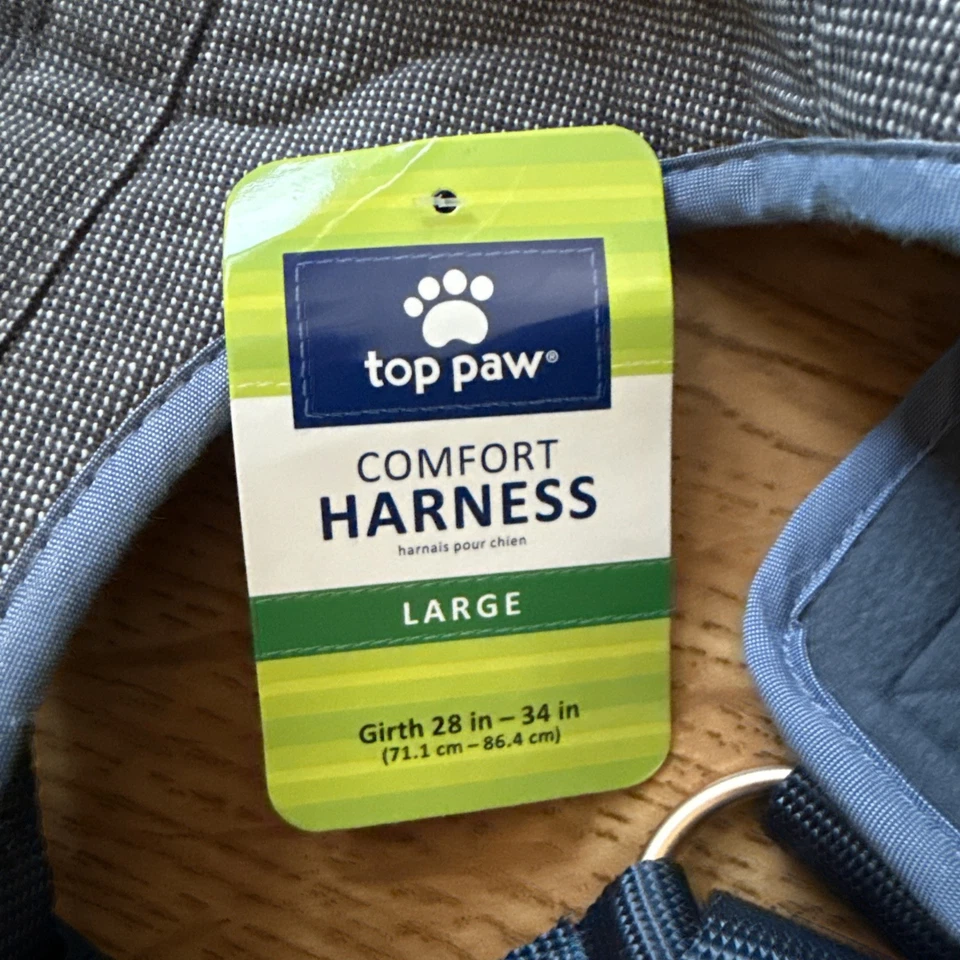 top paw®
COMFORT
HARNESS
harnais pour chien
LARGE
Girth 28 in – 34 in
(71.1 cm – 86.4 cm)